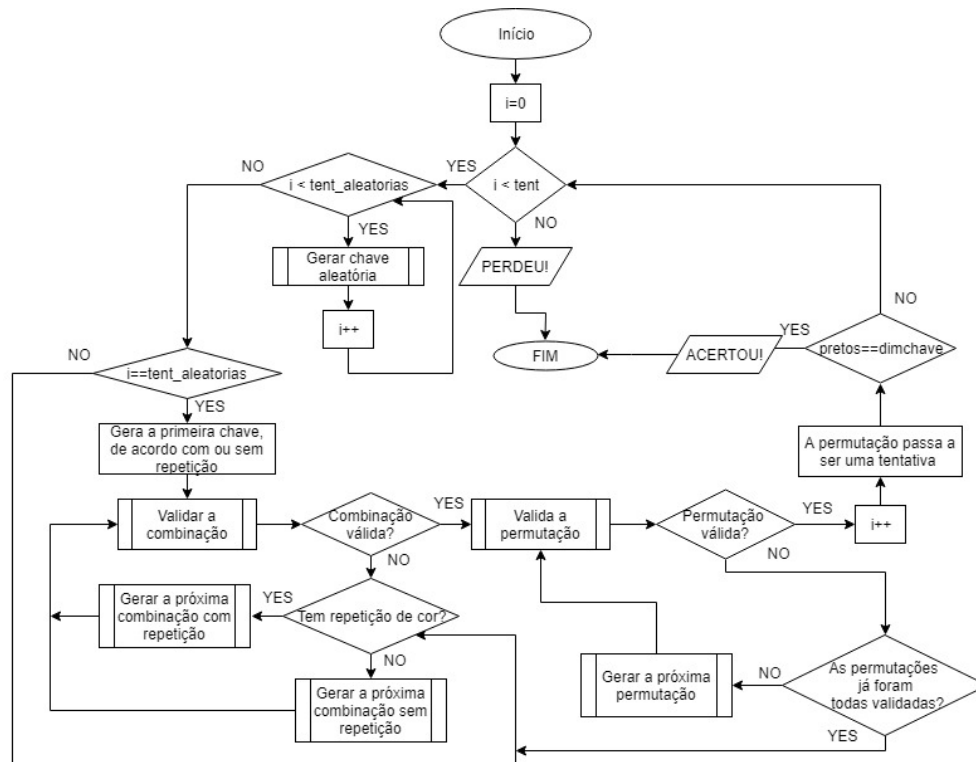 Início
i=0
i < tent
YES
NO
i < tent_aleatorias
NO
YES
Gerar chave
aleatória
i++
PERDEU!
FIM
ACERTOU!
YES
pretos==dimchave
NO
i==tent_aleatorias
NO
YES
Gera a primeira chave,
de acordo com ou sem
repetição
A permutação passa a
ser uma tentativa
Validar a
combinação
Combinação
válida?
YES
NO
Valida a
permutação
Permutação
válida?
YES
NO
i++
Gerar a próxima
combinação com
repetição
YES
Tem repetição de cor?
NO
Gerar a próxima
combinação sem
repetição
Gerar a próxima
permutação
NO
As permutações
já foram
todas validadas?
YES